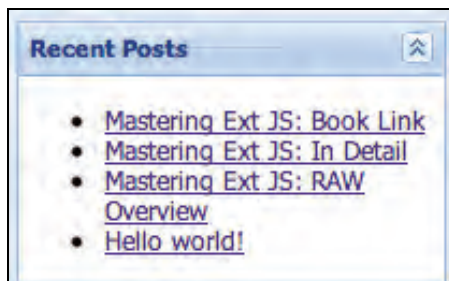 Recent Posts
Mastering Ext JS: Book Link
Mastering Ext JS: In Detail
Mastering Ext JS: RAW
Overview
Hello world!